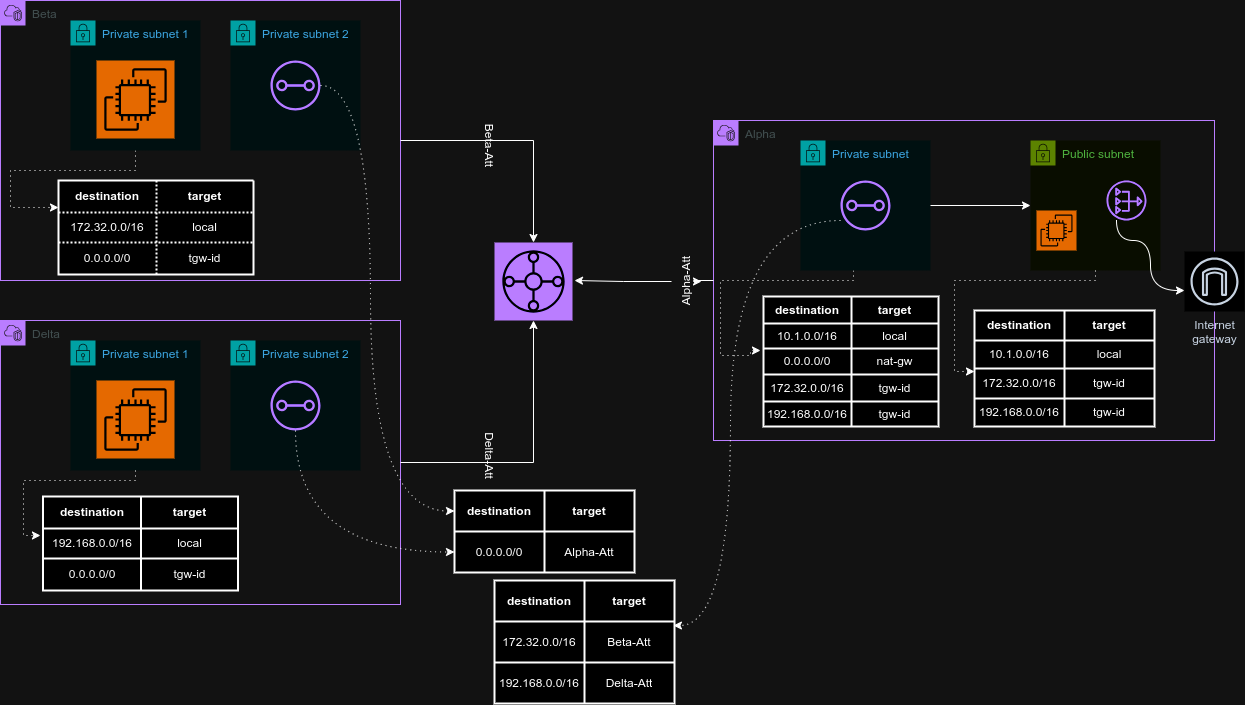 Beta
Private subnet 1
Private subnet 2
destination target
172.32.0.0/16 local
0.0.0.0/0 tgw-id
Beta-Att
Delta
Private subnet 1
Private subnet 2
destination target
192.168.0.0/16 local
0.0.0.0/0 tgw-id
Delta-Att
destination target
0.0.0.0/0 Alpha-Att
destination target
172.32.0.0/16 Beta-Att
192.168.0.0/16 Delta-Att
Alpha-Att
Alpha
Private subnet
Public subnet
destination target
10.1.0.0/16 local
0.0.0.0/0 nat-gw
172.32.0.0/16 tgw-id
192.168.0.0/16 tgw-id
destination target
10.1.0.0/16 local
172.32.0.0/16 tgw-id
192.168.0.0/16 tgw-id
Internet
gateway